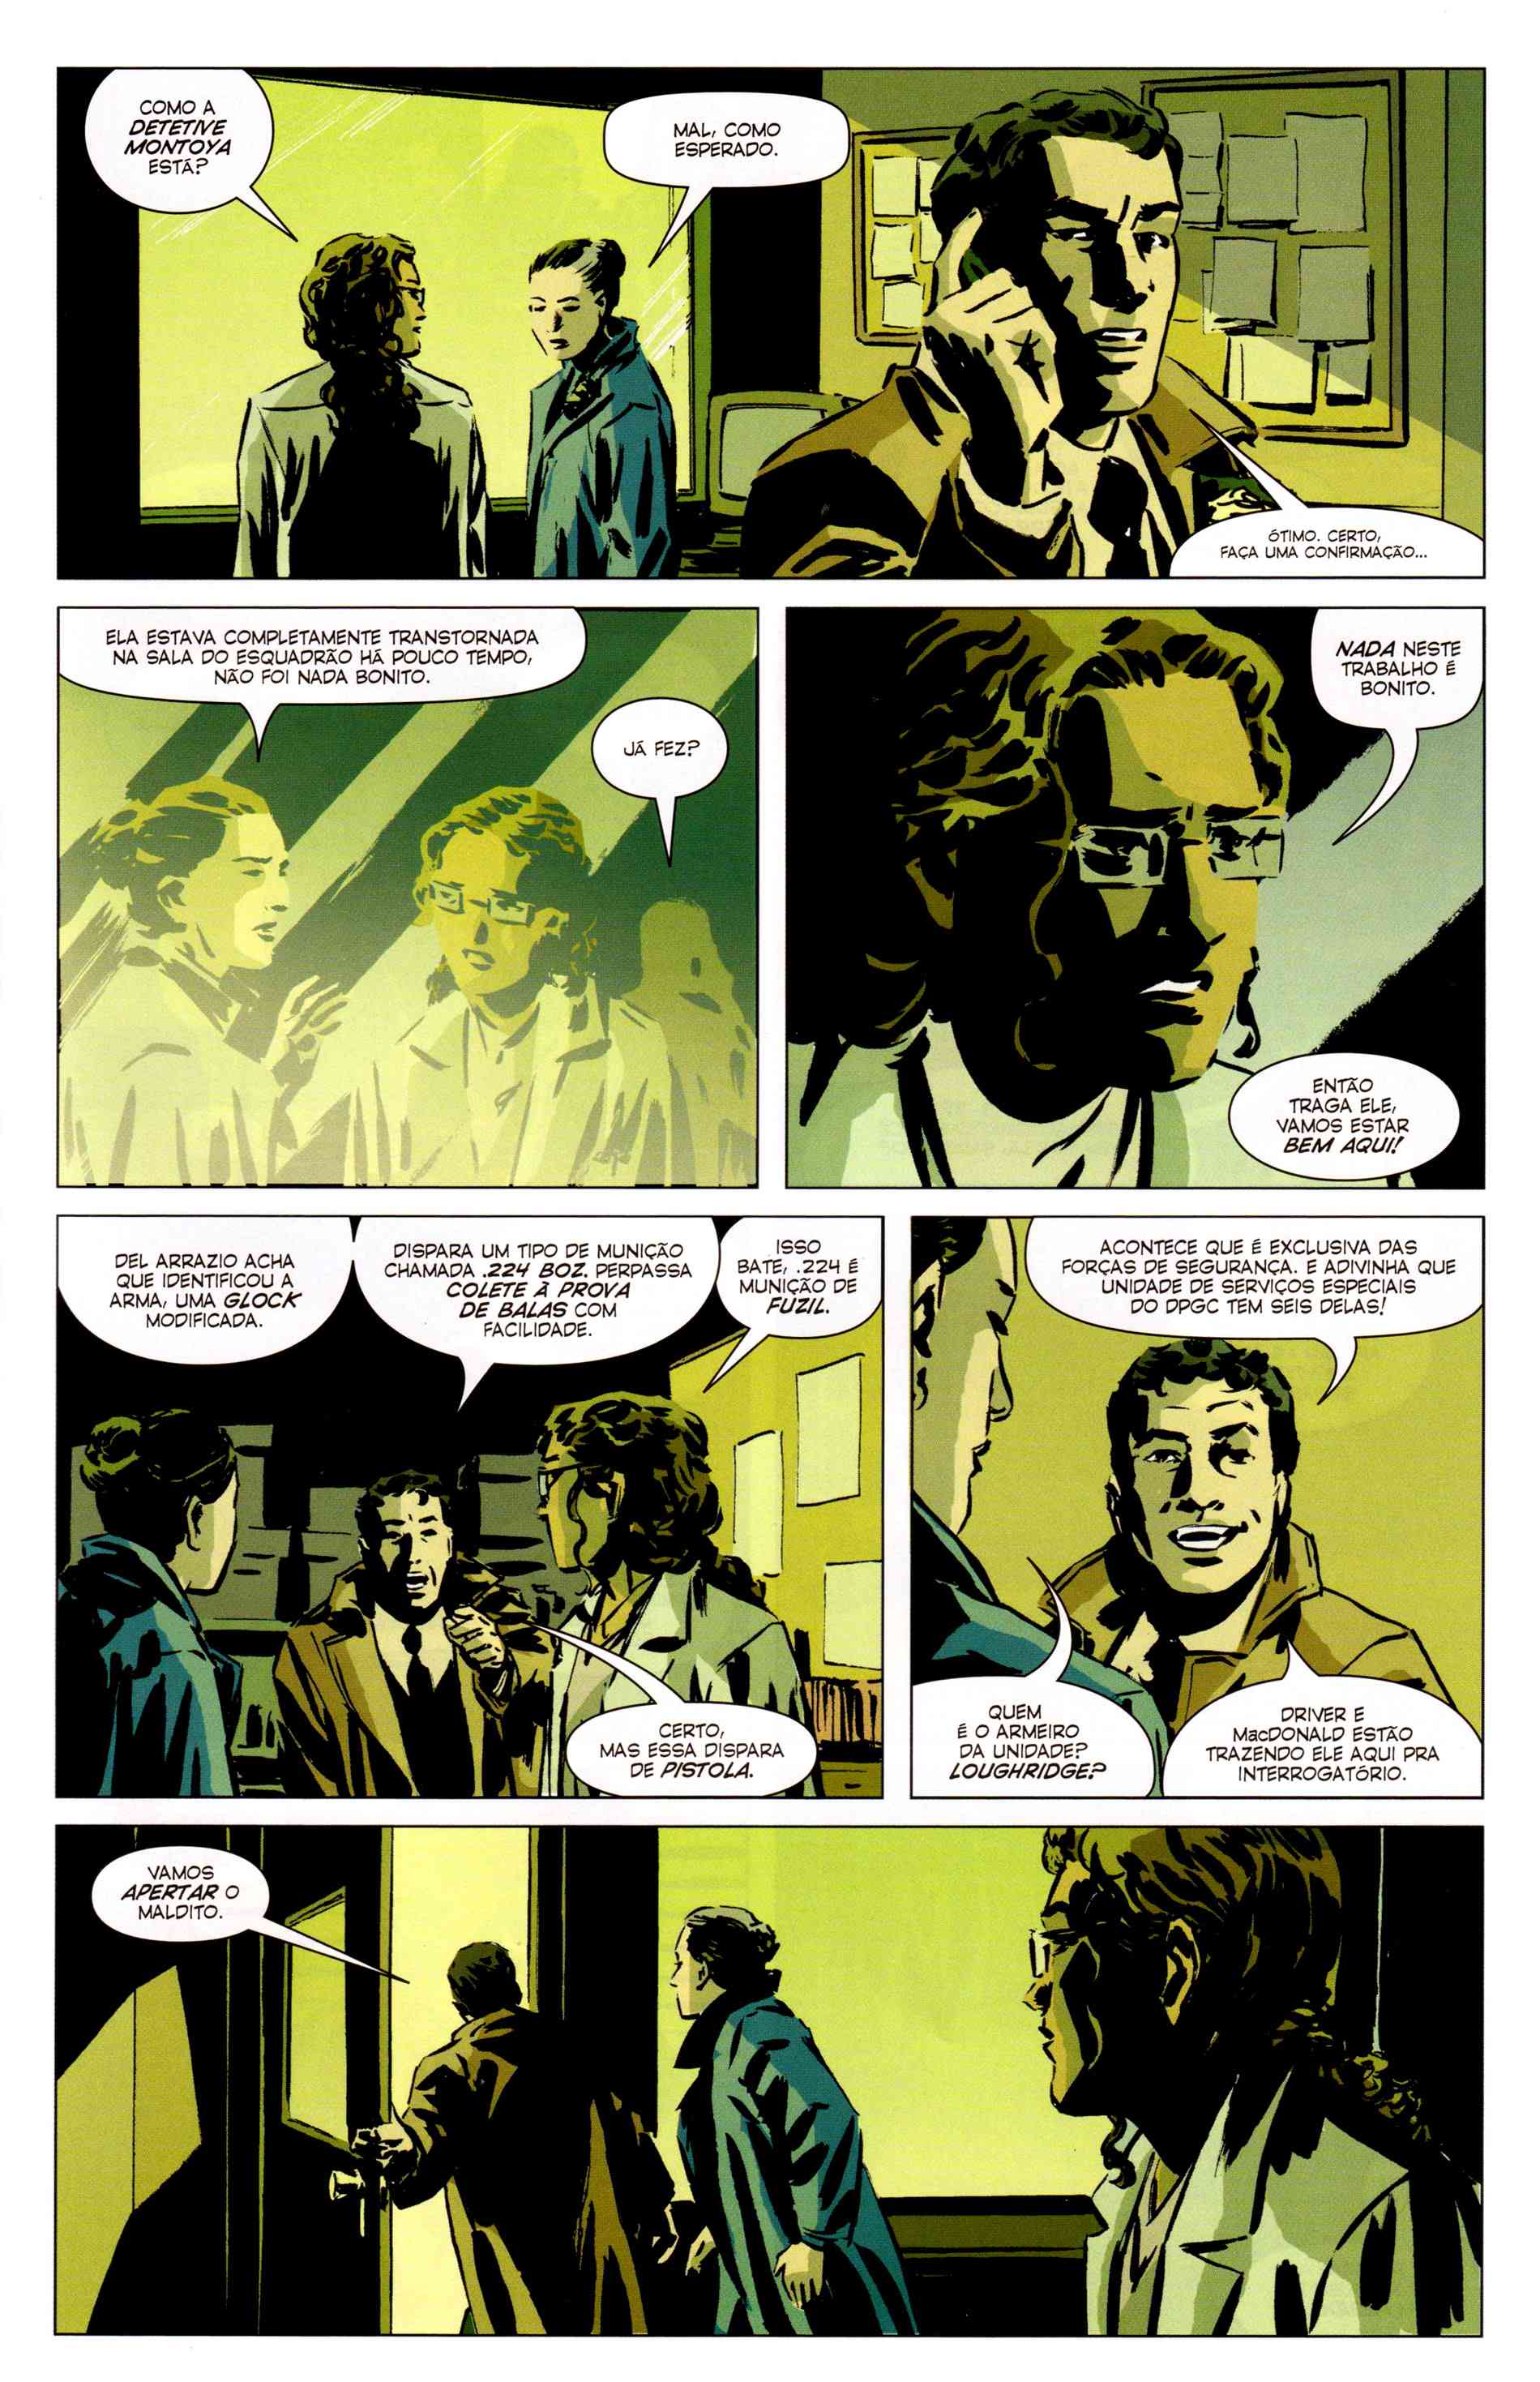 COMO A
DETETIVE
MONTOYA
ESTÁ?
MAL, COMO
ESPERADO.
ÓTIMO. CERTO,
FAÇA UMA CONFIRMAÇÃO...
ELA ESTAVA COMPLETAMENTE TRANSTORNADA
NA SALA DO ESQUADRÃO HÁ POUCO TEMPO,
NÃO FOI NADA BONITO.
JÁ FEZ?
NADA NESTE
TRABALHO É
BONITO.
ENTÃO
TRAGA ELE,
VAMOS ESTAR
BEM AQUI!
DEL ARRAZIO ACHA
QUE IDENTIFICOU A
ARMA, UMA GLOCK
MODIFICADA.
DISPARA UM TIPO DE MUNIÇÃO
CHAMADA .224 BOZ. PERPASSA
COLETE À PROVA
DE BALAS COM
FACILIDADE.
ISSO
BATE, .224 É
MUNIÇÃO DE
FUZIL.
CERTO,
MAS ESSA DISPARA
DE PISTOLA.
ACONTECE QUE É EXCLUSIVA DAS
FORÇAS DE SEGURANÇA. E ADIVINHA QUE
UNIDADE DE SERVIÇOS ESPECIAIS
DO DPGC TEM SEIS DELAS!
QUEM
É O ARMEIRO
DA UNIDADE?
LOUGHRIDGE?
DRIVER E
MacDONALD ESTÃO
TRAZENDO ELE AQUI PRA
INTERROGATÓRIO.
VAMOS
APERTAR O
MALDITO.